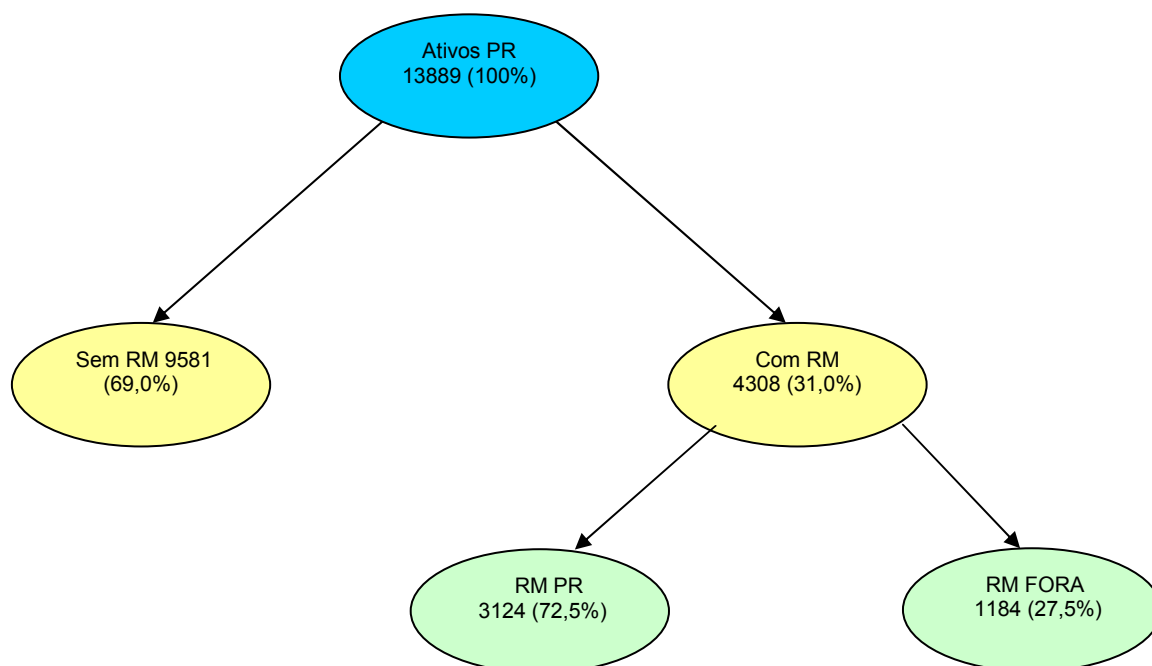 Ativos PR
13889 (100%)
Sem RM 9581
(69,0%)
Com RM
4308 (31,0%)
RM PR
3124 (72,5%)
RM FORA
1184 (27,5%)